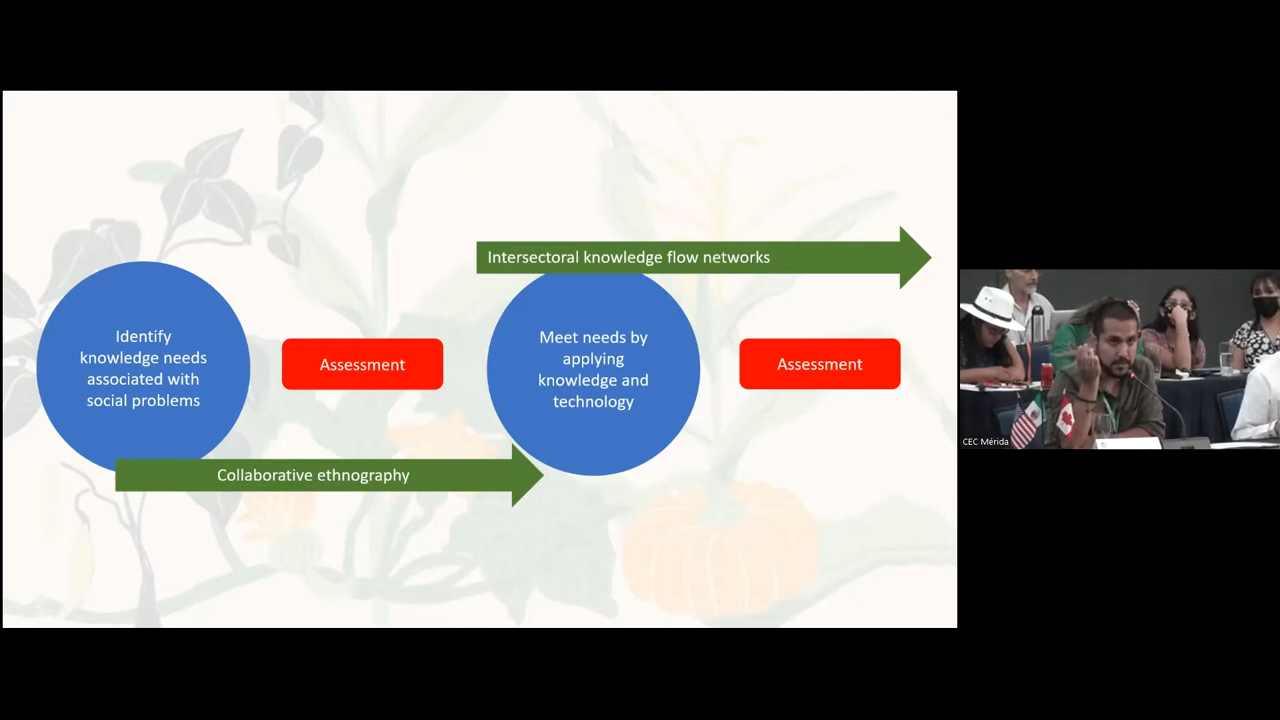 Intersectoral knowledge flow networks
Identify
knowledge needs
associated with
social problems
Assessment
Meet needs by
applying
knowledge and
technology
Assessment
Collaborative ethnography
CEC Mérida